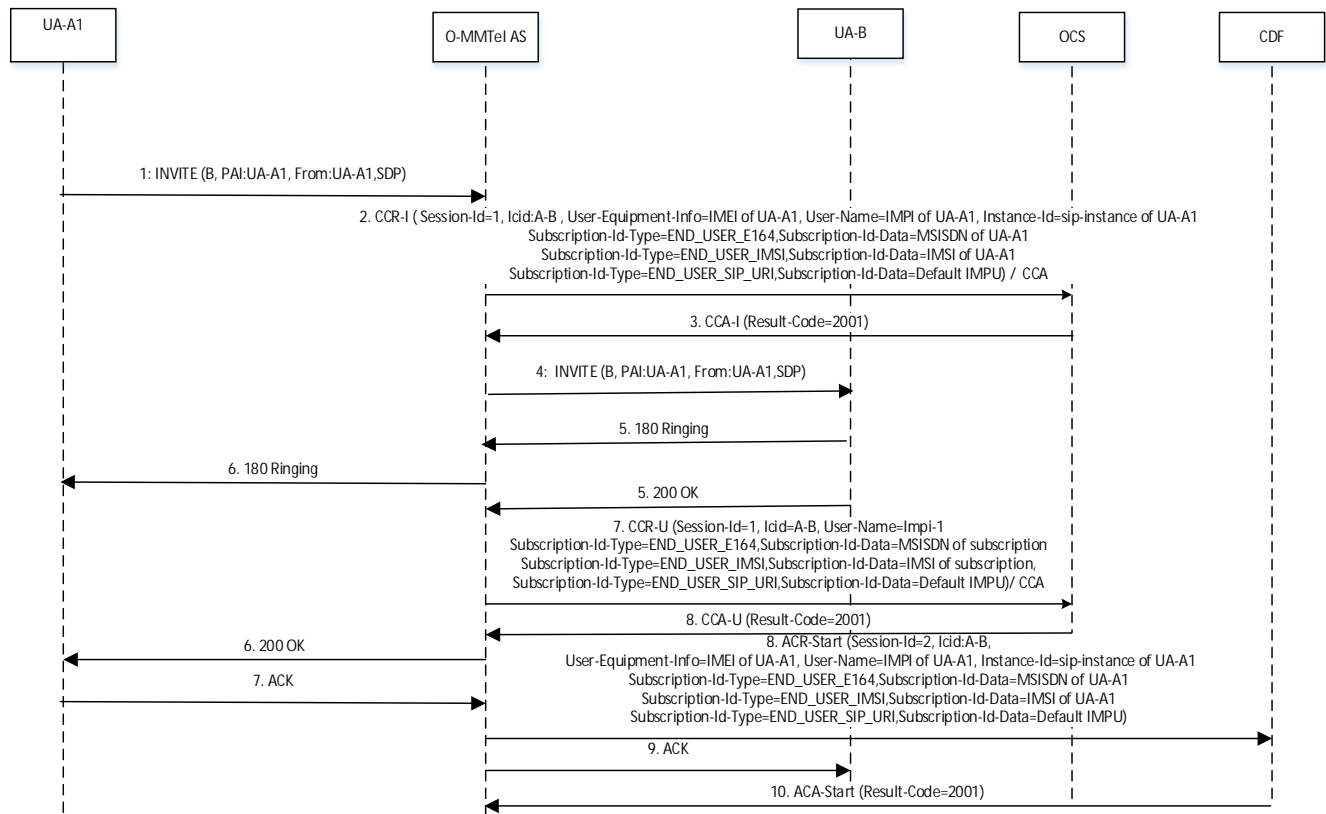 UA-A1
O-MMTel AS
UA-B
OCS
CDF
1: INVITE (B, PAI:UA-A1, From:UA-A1,SDP)
2. CCR-I ( Session-Id=1, Icid:A-B , User-Equipment-Info=IMEI of UA-A1, User-Name=IMPI of UA-A1, Instance-Id=sip-instance of UA-A1
Subscription-Id-Type=END_USER_E164,Subscription-Id-Data=MSISDN of UA-A1
Subscription-Id-Type=END_USER_IMSI,Subscription-Id-Data=IMSI of UA-A1
Subscription-Id-Type=END_USER_SIP_URI,Subscription-Id-Data=Default IMPU) / CCA
3. CCA-I (Result-Code=2001)
4: INVITE (B, PAI:UA-A1, From:UA-A1,SDP)
5. 180 Ringing
6. 180 Ringing
5. 200 OK
7. CCR-U (Session-Id=1, Icid=A-B, User-Name=Impi-1
Subscription-Id-Type=END_USER_E164,Subscription-Id-Data=MSISDN of subscription
Subscription-Id-Type=END_USER_IMSI,Subscription-Id-Data=IMSI of subscription,
Subscription-Id-Type=END_USER_SIP_URI,Subscription-Id-Data=Default IMPU)/ CCA
8. CCA-U (Result-Code=2001)
6. 200 OK
8. ACR-Start (Session-Id=2, Icid:A-B,
User-Equipment-Info=IMEI of UA-A1, User-Name=IMPI of UA-A1, Instance-Id=sip-instance of UA-A1
Subscription-Id-Type=END_USER_E164,Subscription-Id-Data=MSISDN of UA-A1
Subscription-Id-Type=END_USER_IMSI,Subscription-Id-Data=IMSI of UA-A1
Subscription-Id-Type=END_USER_SIP_URI,Subscription-Id-Data=Default IMPU)
7. ACK
9. ACK
10. ACA-Start (Result-Code=2001)